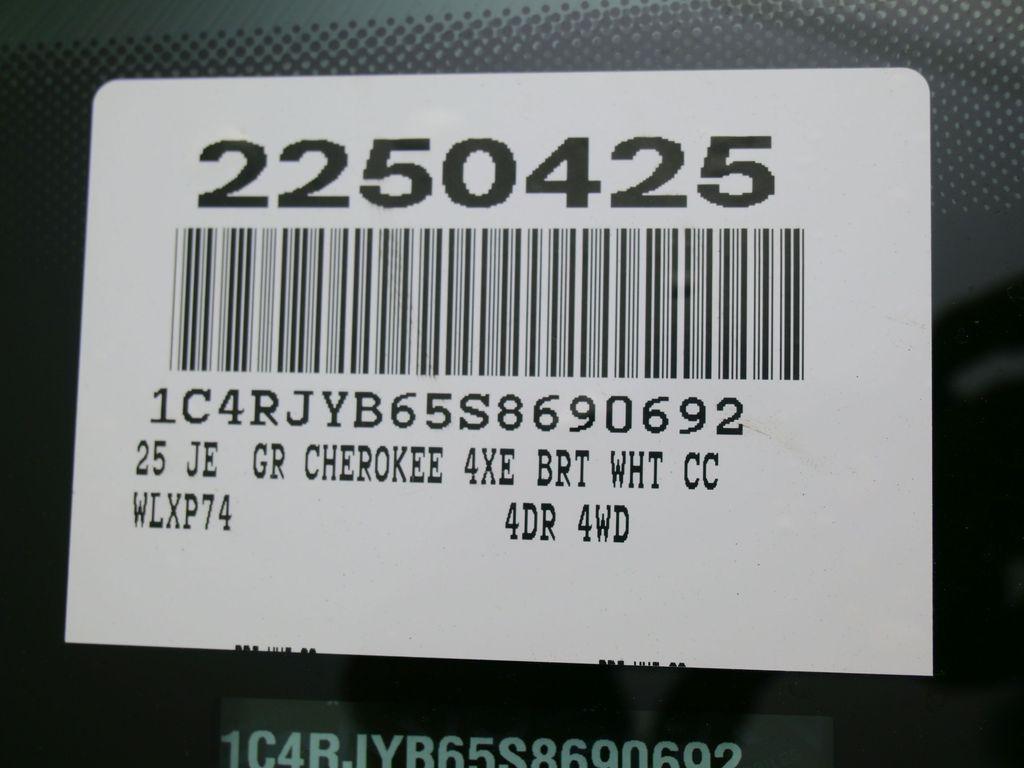 2250425
1C4RJYB65S8690692
25 JE GR CHEROKEE 4XE BRT WHT CC
WLXP74 4DR 4WD
1C4RJYB65S8690692